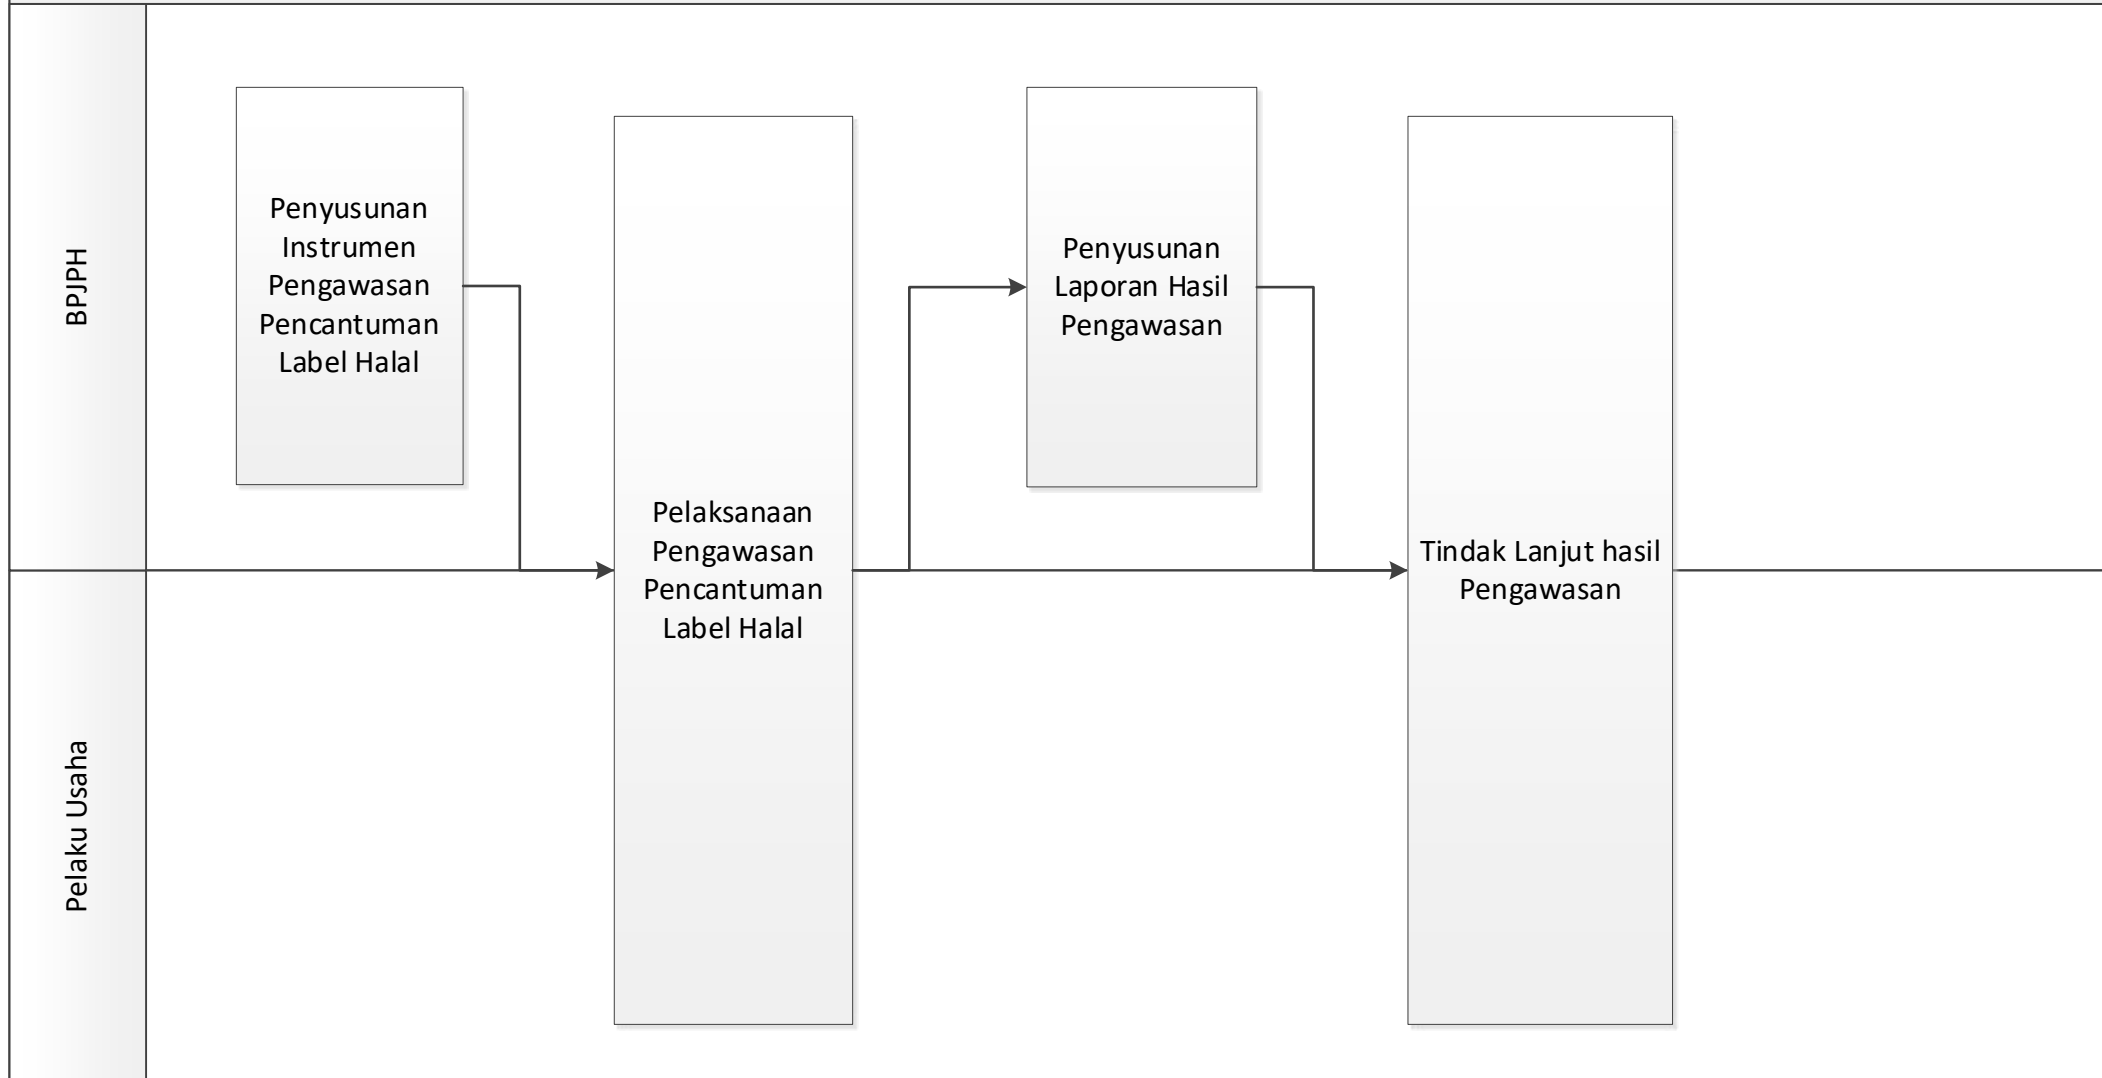 BPJPH
Penyusunan
Instrumen
Pengawasan
Pencantuman
Label Halal
Pelaksanaan
Pengawasan
Pencantuman
Label Halal
Penyusunan
Laporan Hasil
Pengawasan
Tindak Lanjut hasil
Pengawasan
Pelaku Usaha